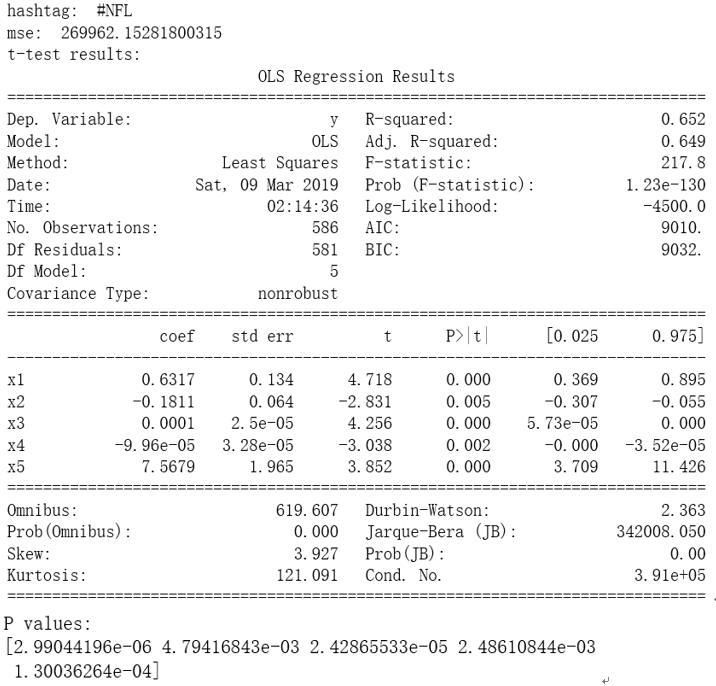 hashtag:  #NFL
mse:  269962.15281800315
t-test results:
                            OLS Regression Results
==============================================================================
Dep. Variable:                      y   R-squared:                       0.652
Model:                            OLS   Adj. R-squared:                  0.649
Method:                 Least Squares   F-statistic:                     217.8
Date:                Sat, 09 Mar 2019   Prob (F-statistic):          1.23e-130
Time:                        02:14:36   Log-Likelihood:                -4500.0
No. Observations:                 586   AIC:                             9010.
Df Residuals:                     581   BIC:                             9032.
Df Model:                           5
Covariance Type:            nonrobust
==============================================================================
                 coef    std err          t      P>|t|      [0.025      0.975]
------------------------------------------------------------------------------
x1             0.6317      0.134      4.718      0.000       0.369       0.895
x2            -0.1811      0.064     -2.831      0.005      -0.307      -0.055
x3             0.0001    2.5e-05      4.256      0.000    5.73e-05       0.000
x4          -9.96e-05   3.28e-05     -3.038      0.002      -0.000   -3.52e-05
x5             7.5679      1.965      3.852      0.000       3.709      11.426
==============================================================================
Omnibus:                      619.607   Durbin-Watson:                   2.363
Prob(Omnibus):                  0.000   Jarque-Bera (JB):           342008.050
Skew:                           3.927   Prob(JB):                         0.00
Kurtosis:                     121.091   Cond. No.                     3.91e+05
==============================================================================
P values:
[2.99044196e-06 4.79416843e-03 2.42865533e-05 2.48610844e-03
 1.30036264e-04]